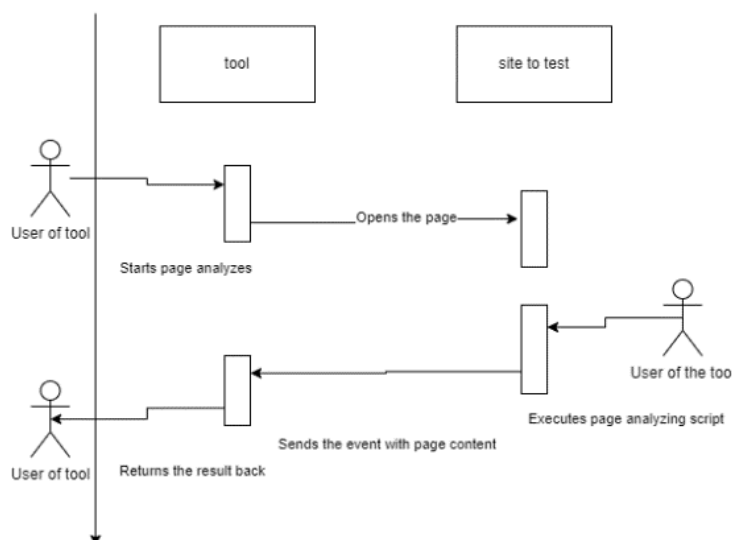 tool
site to test
User of tool
Opens the page
Starts page analyzes
User of the too
Executes page analyzing script
Sends the event with page content
User of tool
Returns the result back